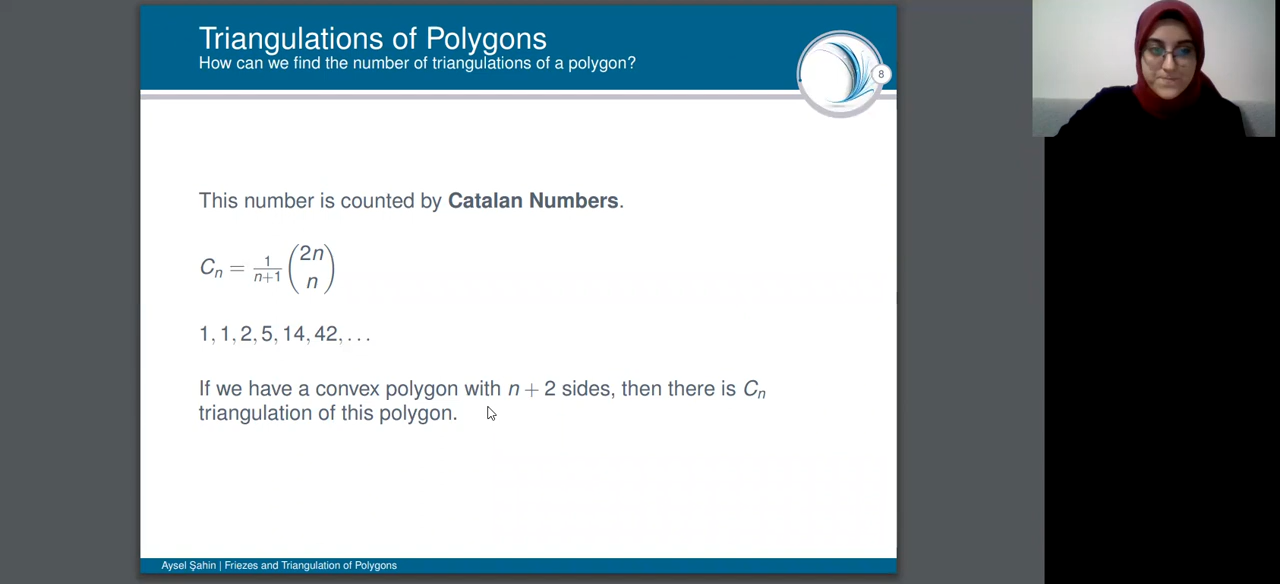 Triangulations of Polygons
How can we find the number of triangulations of a polygon?
8
This number is counted by Catalan Numbers.
C_n = \frac{1}{n+1} \binom{2n}{n}
1, 1, 2, 5, 14, 42, . . .
If we have a convex polygon with n + 2 sides, then there is C_n
triangulation of this polygon.
Aysel Şahin | Friezes and Triangulation of Polygons